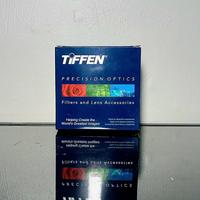 TIFFEN
PRECISION OPTICS
Filters and Lens Accessories
Helping Create the
World's Greatest Images!